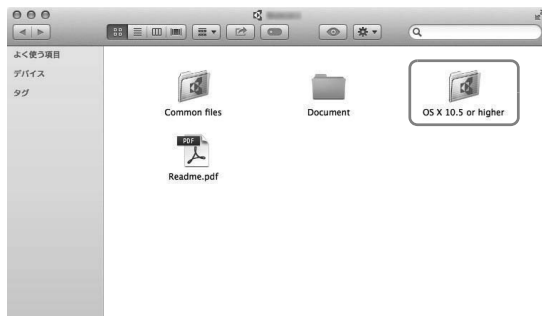 よく使う項目
デバイス
タグ
Common files
Document
OS X 10.5 or higher
PDF
Readme.pdf